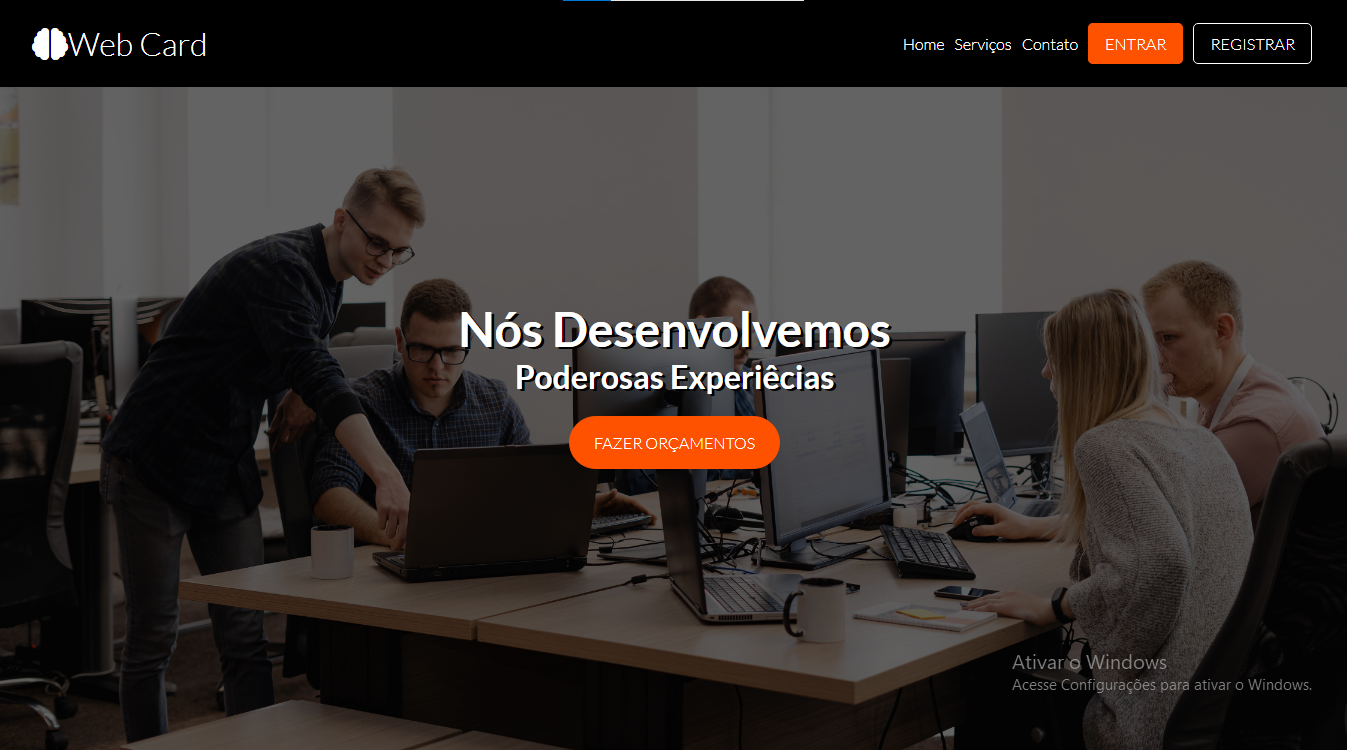 Web Card
Home Serviços Contato ENTRAR REGISTRAR
Nós Desenvolvemos
Poderosas Experiêcias
FAZER ORÇAMENTOS
Ativar o Windows
Acesse Configurações para ativar o Windows.